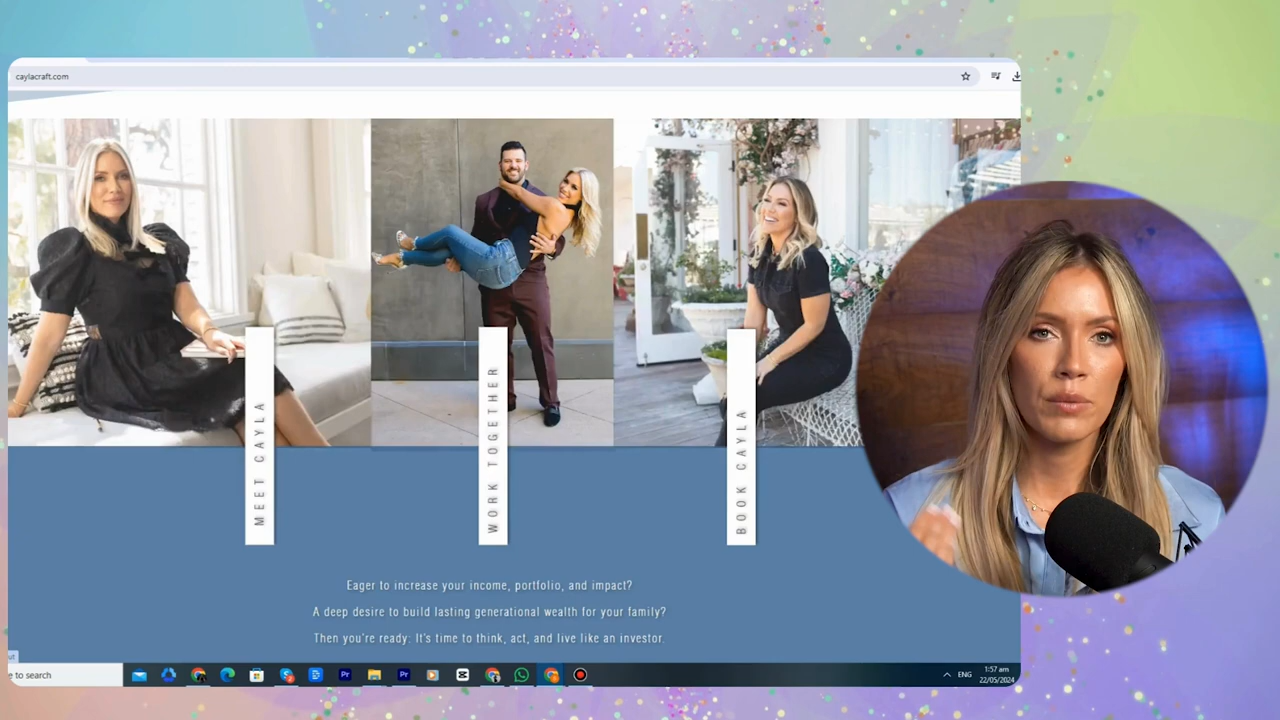 caylacraft.com
MEET CAYLA
WORK TOGETHER
BOOK CAYLA
Eager to increase your income, portfolio, and impact?
A deep desire to build lasting generational wealth for your family?
Then you're ready: It's time to think, act, and live like an investor.
e to search
Pr
Pr
ENG
1:57 am
22/05/2024